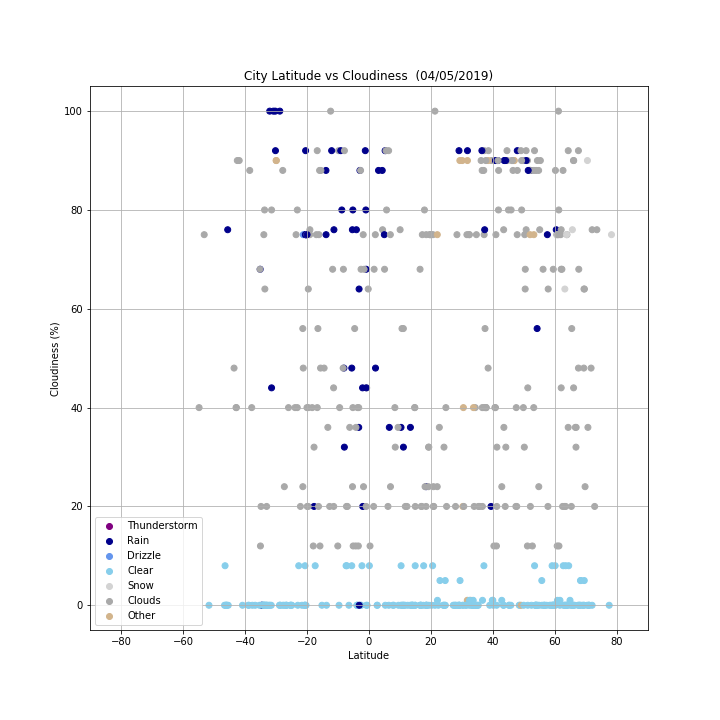 City Latitude vs Cloudiness  (04/05/2019)
100
80
60
40
20
0
Cloudiness (%)
Thunderstorm
Rain
Drizzle
Clear
Snow
Clouds
Other
−80 −60 −40 −20 0 20 40 60 80
Latitude